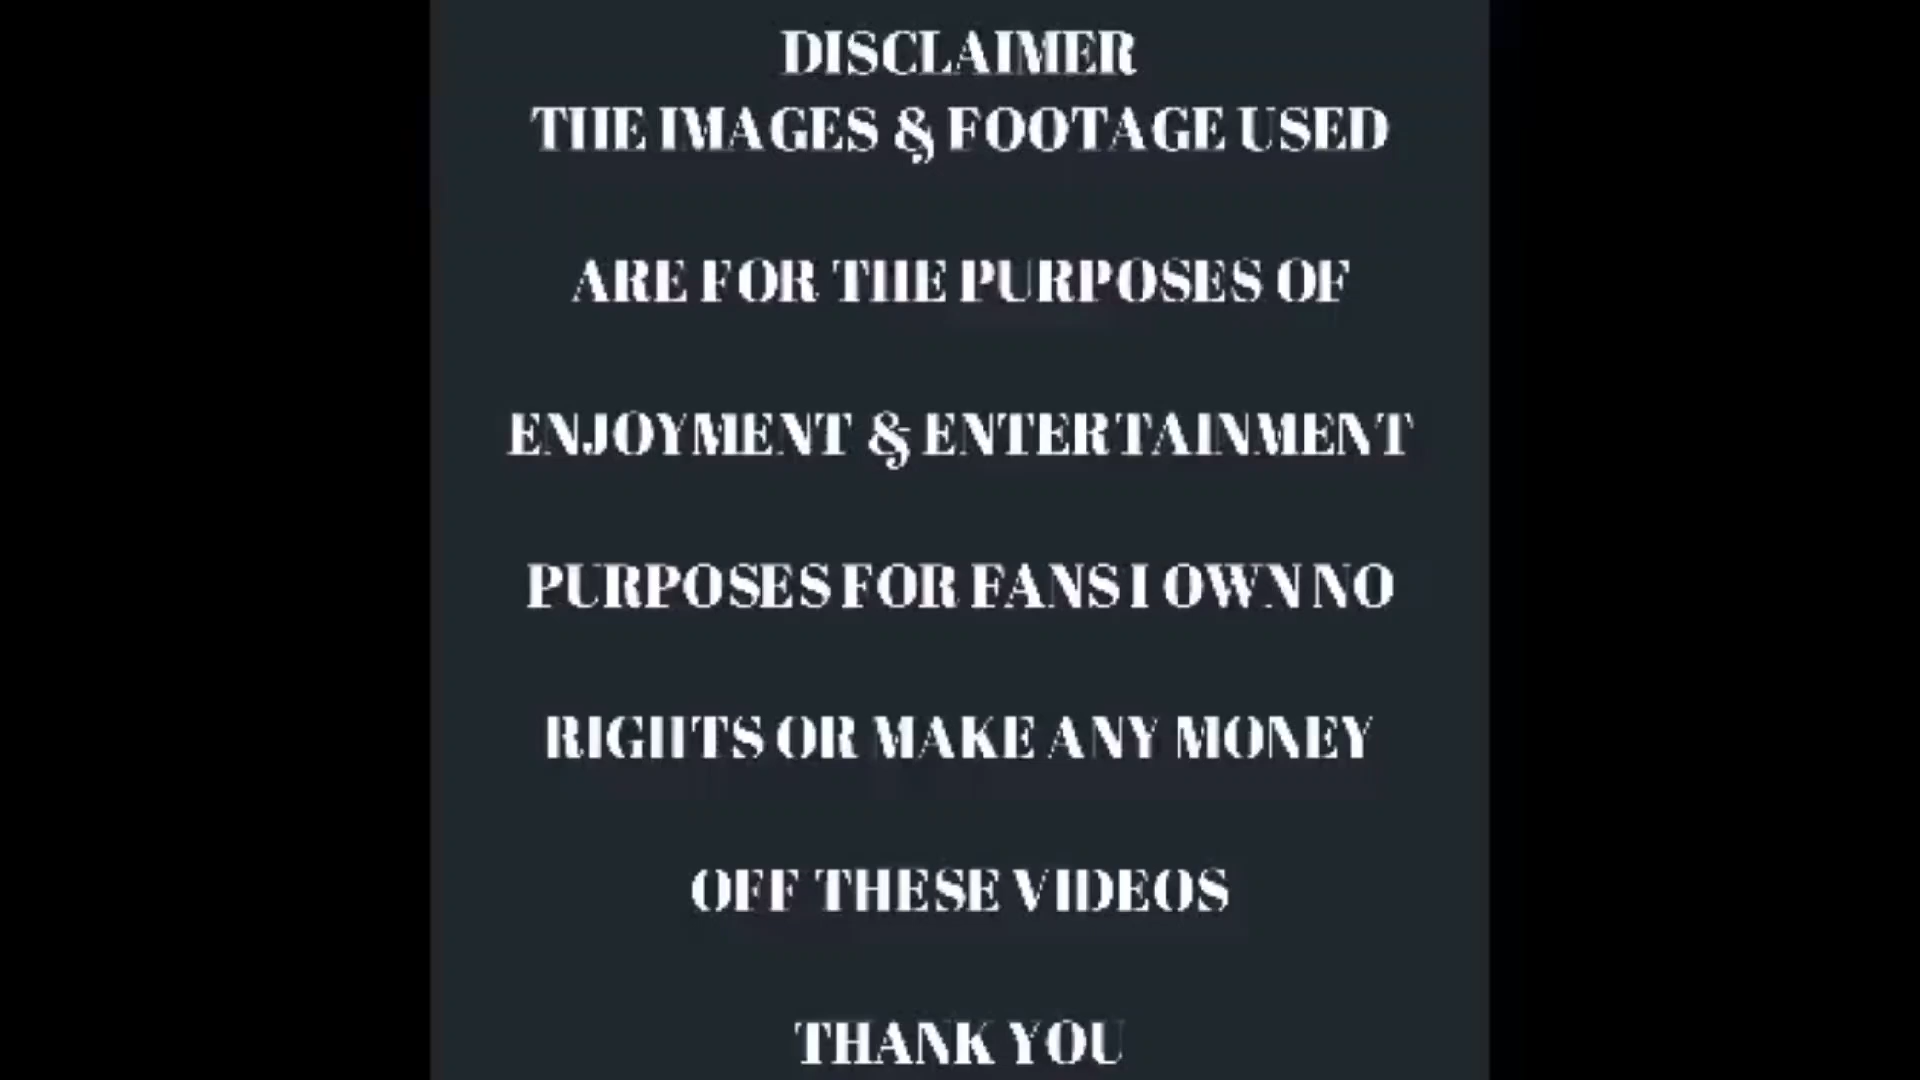 DISCLAIMER
THE IMAGES & FOOTAGE USED
ARE FOR THE PURPOSES OF
ENJOYMENT & ENTERTAINMENT
PURPOSES FOR FANS I OWN NO
RIGHTS OR MAKE ANY MONEY
OFF THESE VIDEOS
THANK YOU